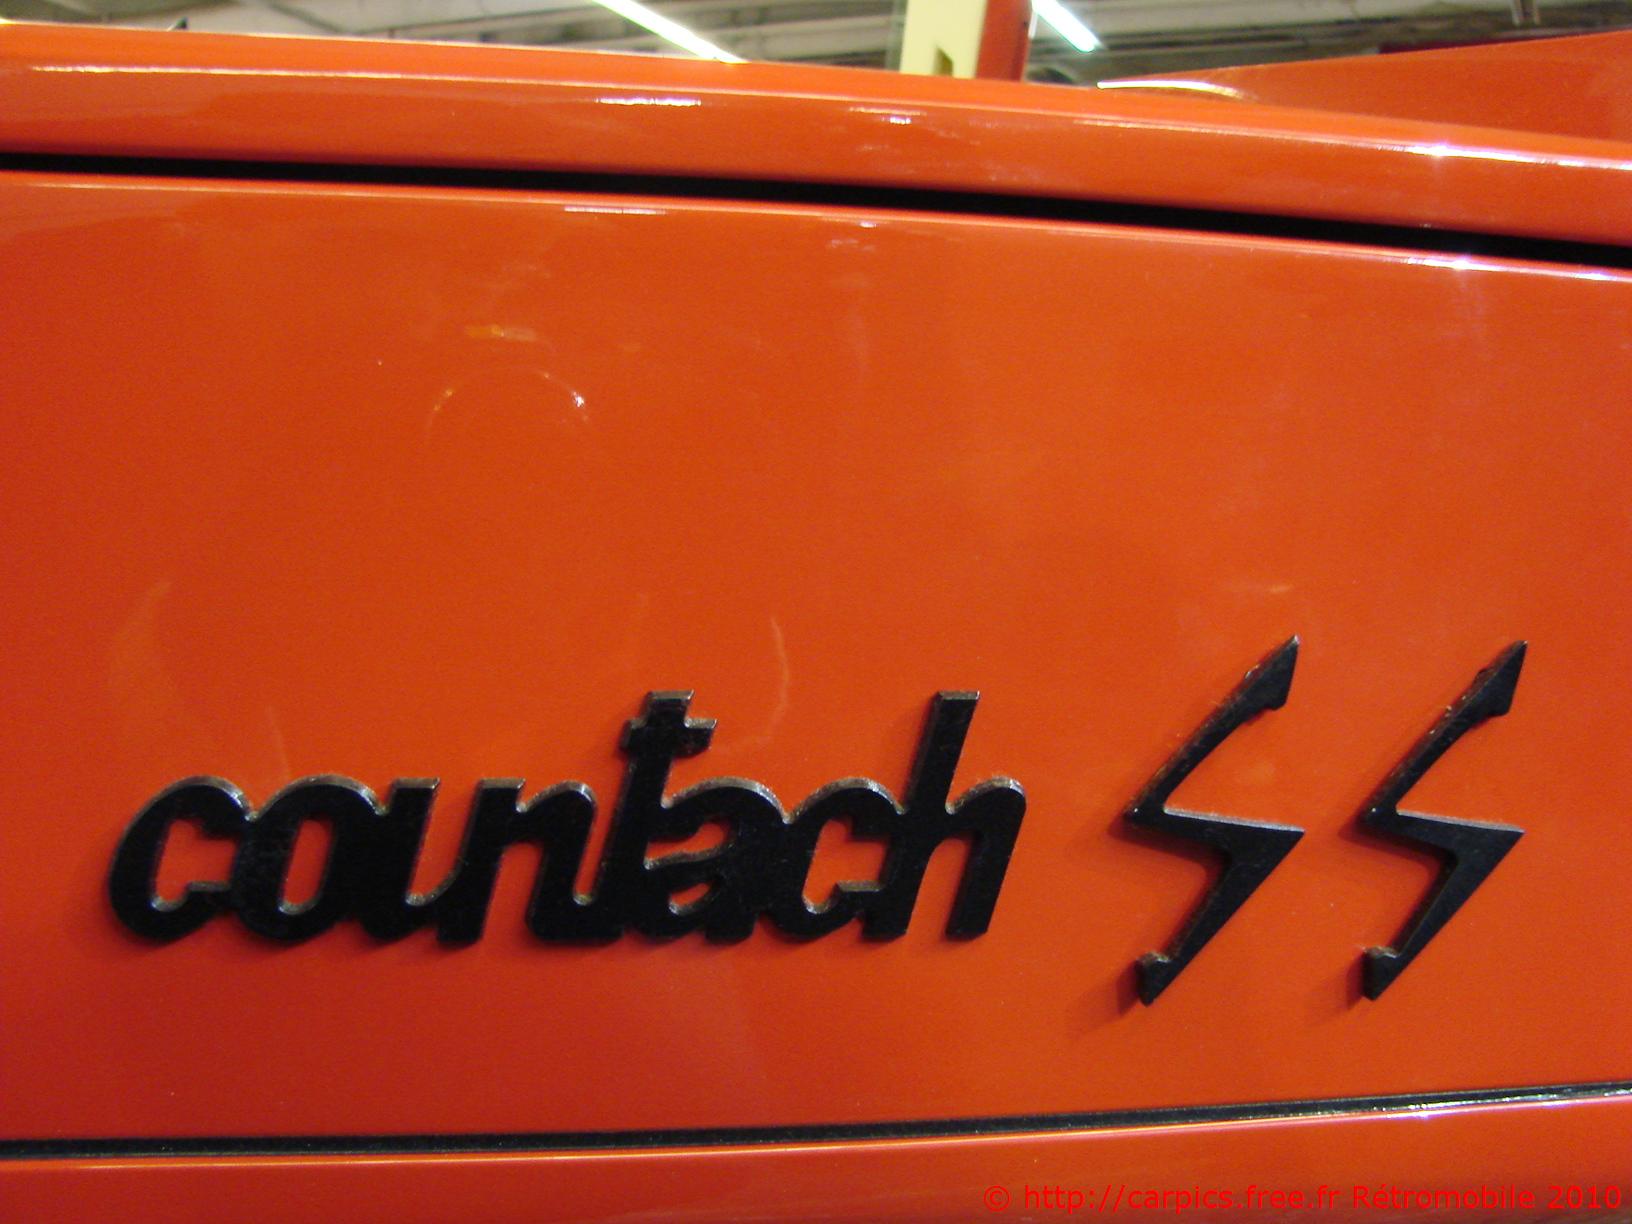 countach SS
© http://carpics.free.fr Rétromobile 2010